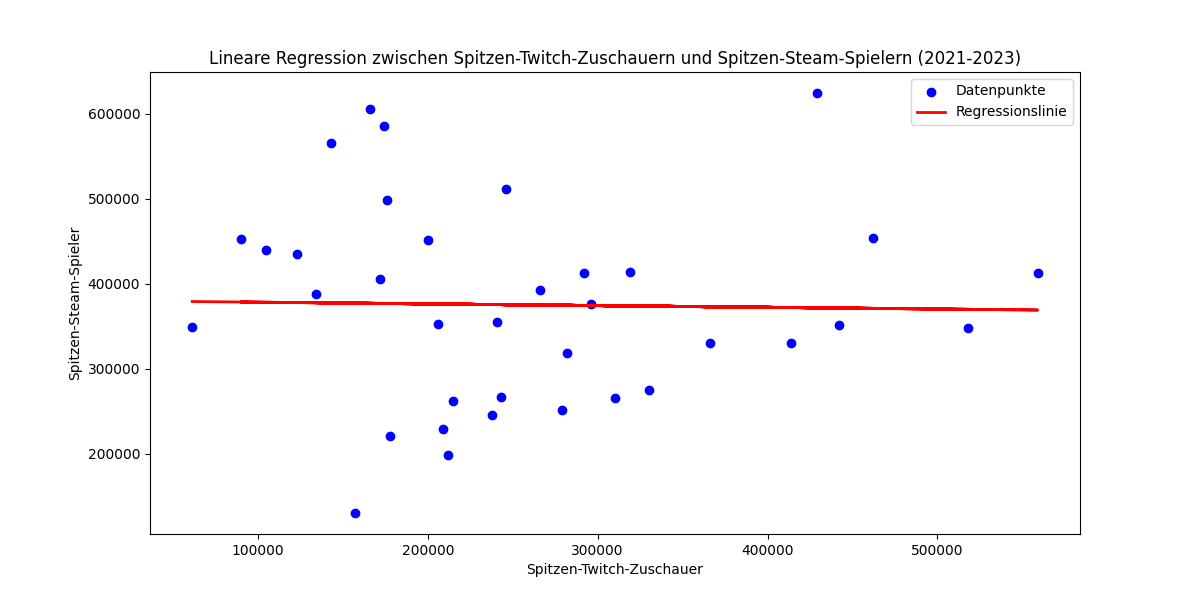 Lineare Regression zwischen Spitzen-Twitch-Zuschauern und Spitzen-Steam-Spielern (2021-2023)
Datenpunkte
Regressionslinie
Spitzen-Steam-Spieler
600000
500000
400000
300000
200000
100000
200000
300000
400000
500000
Spitzen-Twitch-Zuschauer